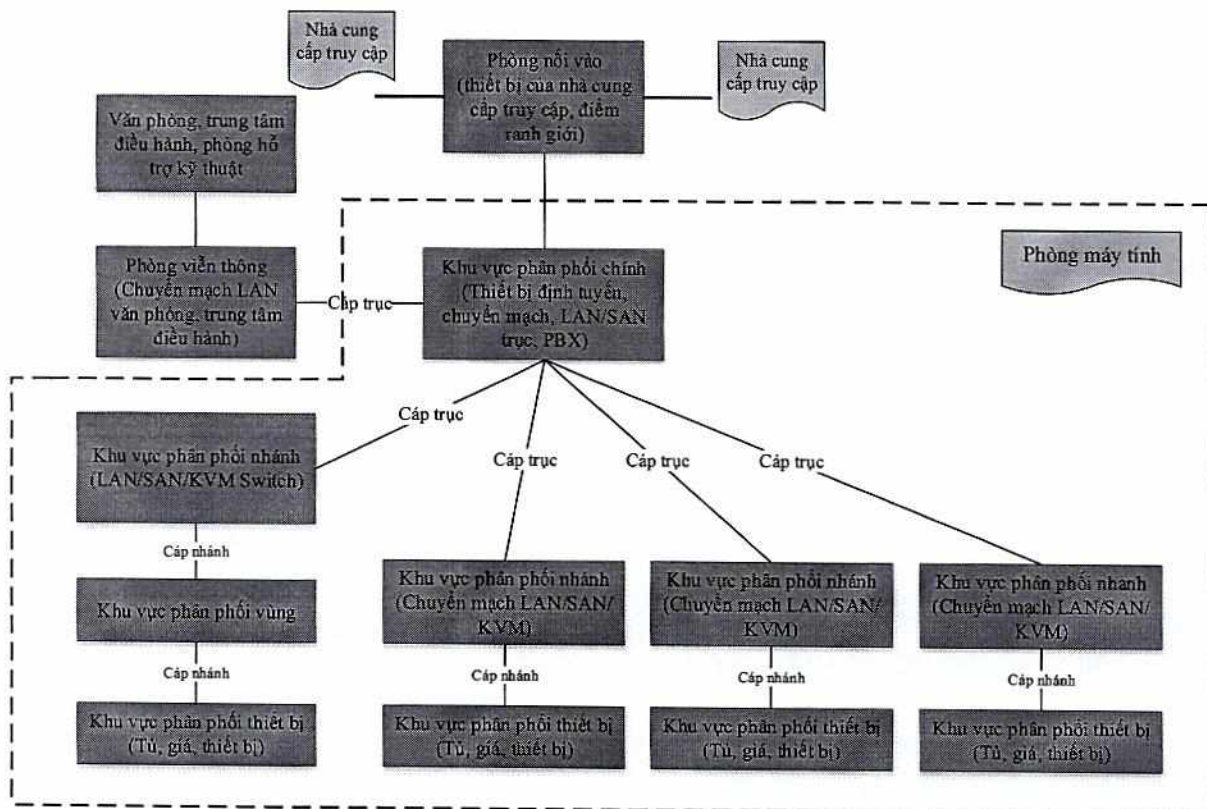 Nhà cung
cấp truy cập
Phòng nối vào
(thiết bị của nhà cung
cấp truy cập, điểm
ranh giới)
Nhà cung
cấp truy cập
Văn phòng, trung tâm
điều hành, phòng hỗ
trợ kỹ thuật
Phòng viễn thông
(Chuyển mạch LAN
văn phòng, trung tâm
điều hành)
Cáp trục
Khu vực phân phối chính
(Thiết bị định tuyến,
chuyển mạch, LAN/SAN
trục, PBX)
Phòng máy tính
Cáp trục
Cáp trục
Cáp trục
Cáp trục
Khu vực phân phối nhánh
(LAN/SAN/KVM Switch)
Cáp nhánh
Khu vực phân phối vùng
Cáp nhánh
Khu vực phân phối thiết bị
(Tủ, giá, thiết bị)
Khu vực phân phối nhánh
(Chuyển mạch LAN/SAN/
KVM)
Cáp nhánh
Khu vực phân phối thiết bị
(Tủ, giá, thiết bị)
Khu vực phân phối nhánh
(Chuyển mạch LAN/SAN/
KVM)
Cáp nhánh
Khu vực phân phối thiết bị
(Tủ, giá, thiết bị)
Khu vực phân phối nhánh
(Chuyển mạch LAN/SAN/
KVM)
Cáp nhánh
Khu vực phân phối thiết bị
(Tủ, giá, thiết bị)